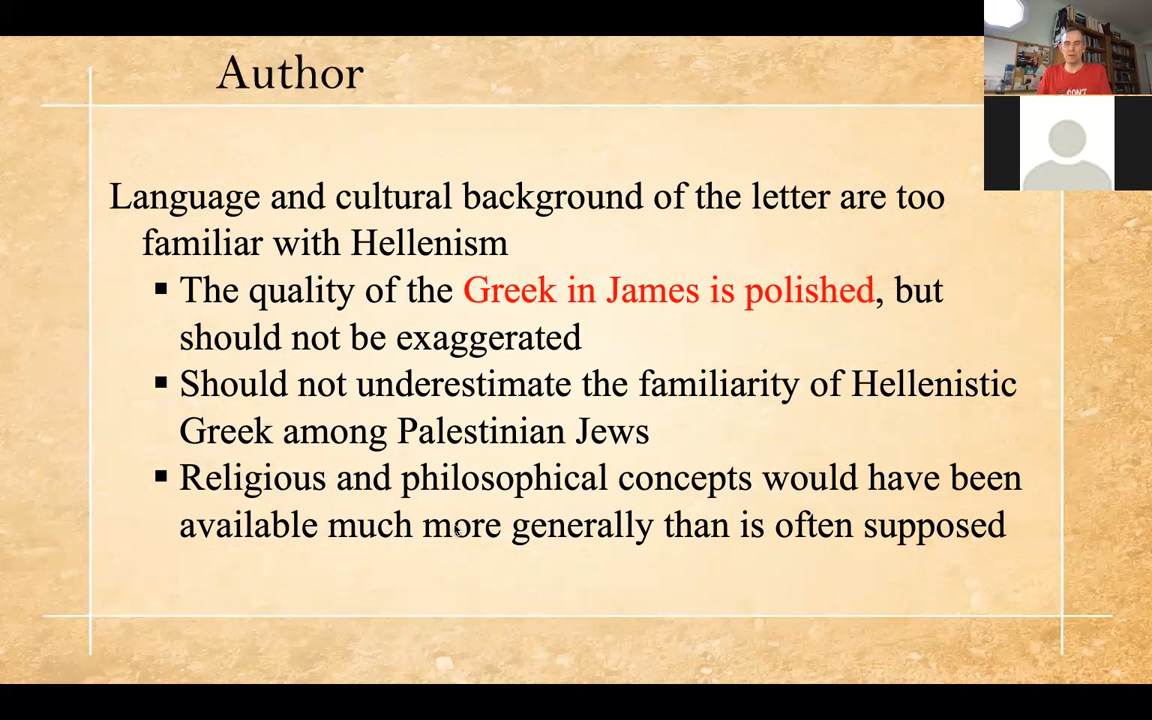 Author
Language and cultural background of the letter are too
familiar with Hellenism
▪ The quality of the Greek in James is polished, but
should not be exaggerated
▪ Should not underestimate the familiarity of Hellenistic
Greek among Palestinian Jews
▪ Religious and philosophical concepts would have been
available much more generally than is often supposed